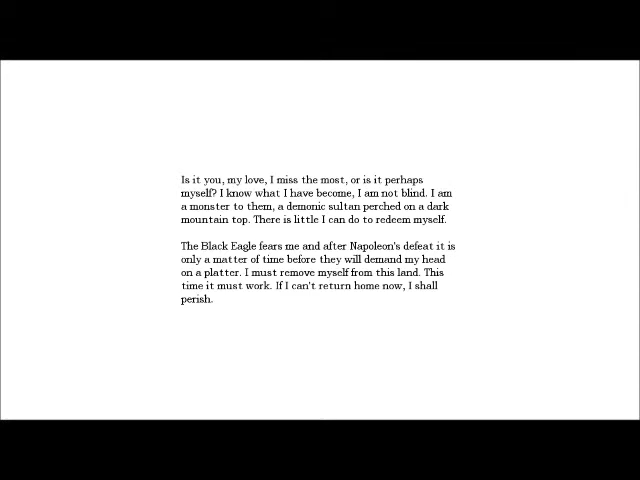 Is it you, my love, I miss the most, or is it perhaps
myself? I know what I have become, I am not blind. I am
a monster to them, a demonic sultan perched on a dark
mountain top. There is little I can do to redeem myself.
The Black Eagle fears me and after Napoleon's defeat it is
only a matter of time before they will demand my head
on a platter. I must remove myself from this land. This
time it must work. If I can't return home now, I shall
perish.